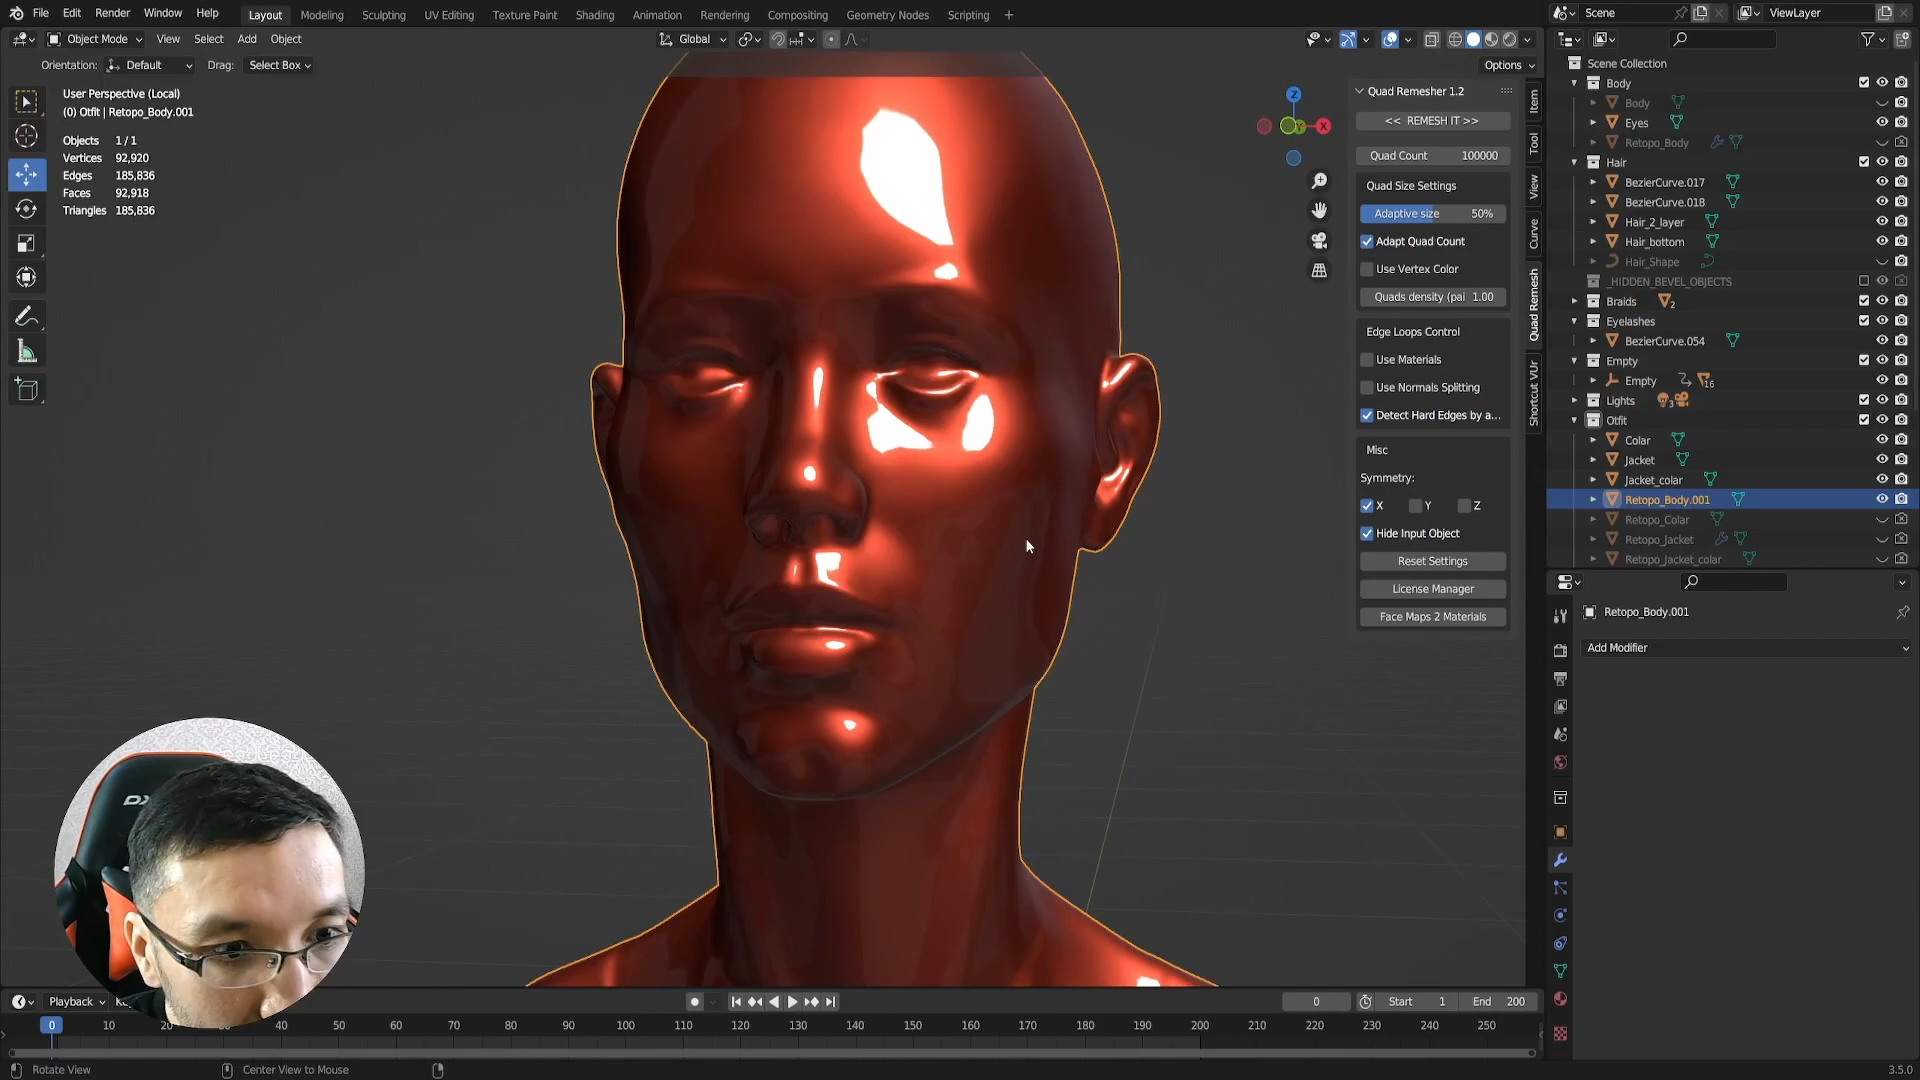 File Edit Render Window Help Layout Modeling Sculpting UV Editing Texture Paint Shading Animation Rendering Compositing Geometry Nodes Scripting + Scene ViewLayer
Object Mode View Select Add Object Global
Orientation: Default Drag: Select Box Options
User Perspective (Local)
(0) Otfit | Retopo_Body.001
Objects 1 / 1
Vertices 92,920
Edges 185,836
Faces 92,918
Triangles 185,836
Z
Y
X
Quad Remesher 1.2
<< REMESH IT >>
Quad Count 100000
Quad Size Settings
Adaptive size 50%
Adapt Quad Count
Use Vertex Color
Quads density (pai 1.00
Edge Loops Control
Use Materials
Use Normals Splitting
Detect Hard Edges by a...
Misc
Symmetry:
X Y Z
Hide Input Object
Reset Settings
License Manager
Face Maps 2 Materials
Item
Tool
View
Curve
Quad Remesh
Shortcut VUr
Scene Collection
Body
Body
Eyes
Retopo_Body
Hair
BezierCurve.017
BezierCurve.018
Hair_2_layer
Hair_bottom
Hair_Shape
_HIDDEN_BEVEL_OBJECTS
Braids 2
Eyelashes
BezierCurve.054
Empty
Empty 16
Lights 3
Otfit
Colar
Jacket
Jacket_colar
Retopo_Body.001
Retopo_Colar
Retopo_Jacket
Retopo_Jacket_colar
Retopo_Body.001
Add Modifier
DX
Playback 0 Start 1 End 200
0 10 20 30 40 50 60 70 80 90 100 110 120 130 140 150 160 170 180 190 200 210 220 230 240 250
Rotate View Center View to Mouse 3.5.0